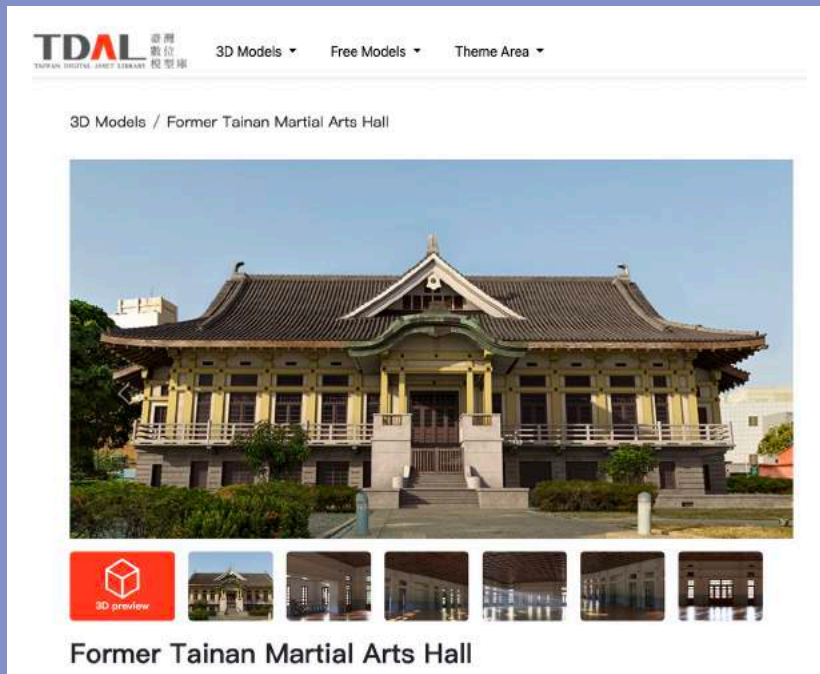 TDAL 臺灣
數位
模型庫
TAIWAN DIGITAL ASSET LIBRARY
3D Models Free Models Theme Area
3D Models / Former Tainan Martial Arts Hall
3D preview
Former Tainan Martial Arts Hall